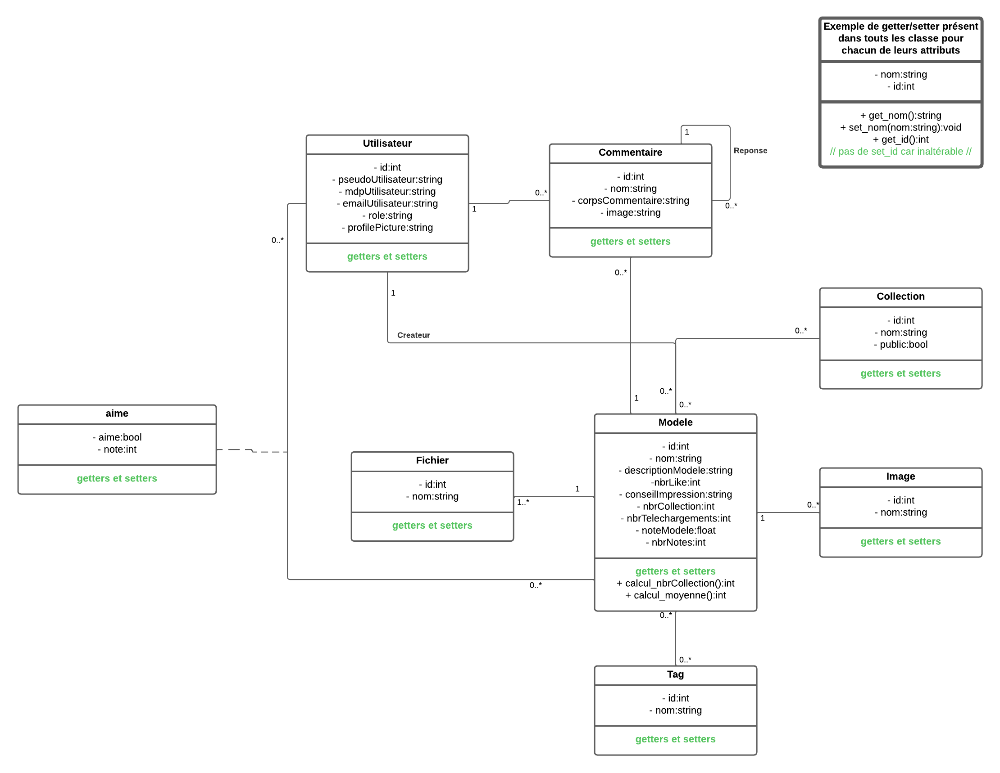 Exemple de getter/setter présent
dans touts les classe pour
chacun de leurs attributs
- nom:string
- id:int
+ get_nom():string
+ set_nom(nom:string):void
+ get_id():int
// pas de set_id car inaltérable //
Utilisateur
- id:int
- pseudoUtilisateur:string
- mdpUtilisateur:string
- emailUtilisateur:string
- role:string
- profilePicture:string
getters et setters
1
0..*
Commentaire
- id:int
- nom:string
- corpsCommentaire:string
- image:string
getters et setters
1
Reponse
0..*
0..*
1
Createur
0..*
1
0..*
0..*
0..*
Collection
- id:int
- nom:string
- public:bool
getters et setters
aime
- aime:bool
- note:int
getters et setters
Fichier
- id:int
- nom:string
getters et setters
1
1..*
Modele
- id:int
- nom:string
- descriptionModele:string
-nbrLike:int
- conseilImpression:string
- nbrCollection:int
- nbrTelechargements:int
- noteModele:float
- nbrNotes:int
getters et setters
+ calcul_nbrCollection():int
+ calcul_moyenne():int
0..*
1
Image
- id:int
- nom:string
getters et setters
0..*
0..*
0..*
Tag
- id:int
- nom:string
getters et setters